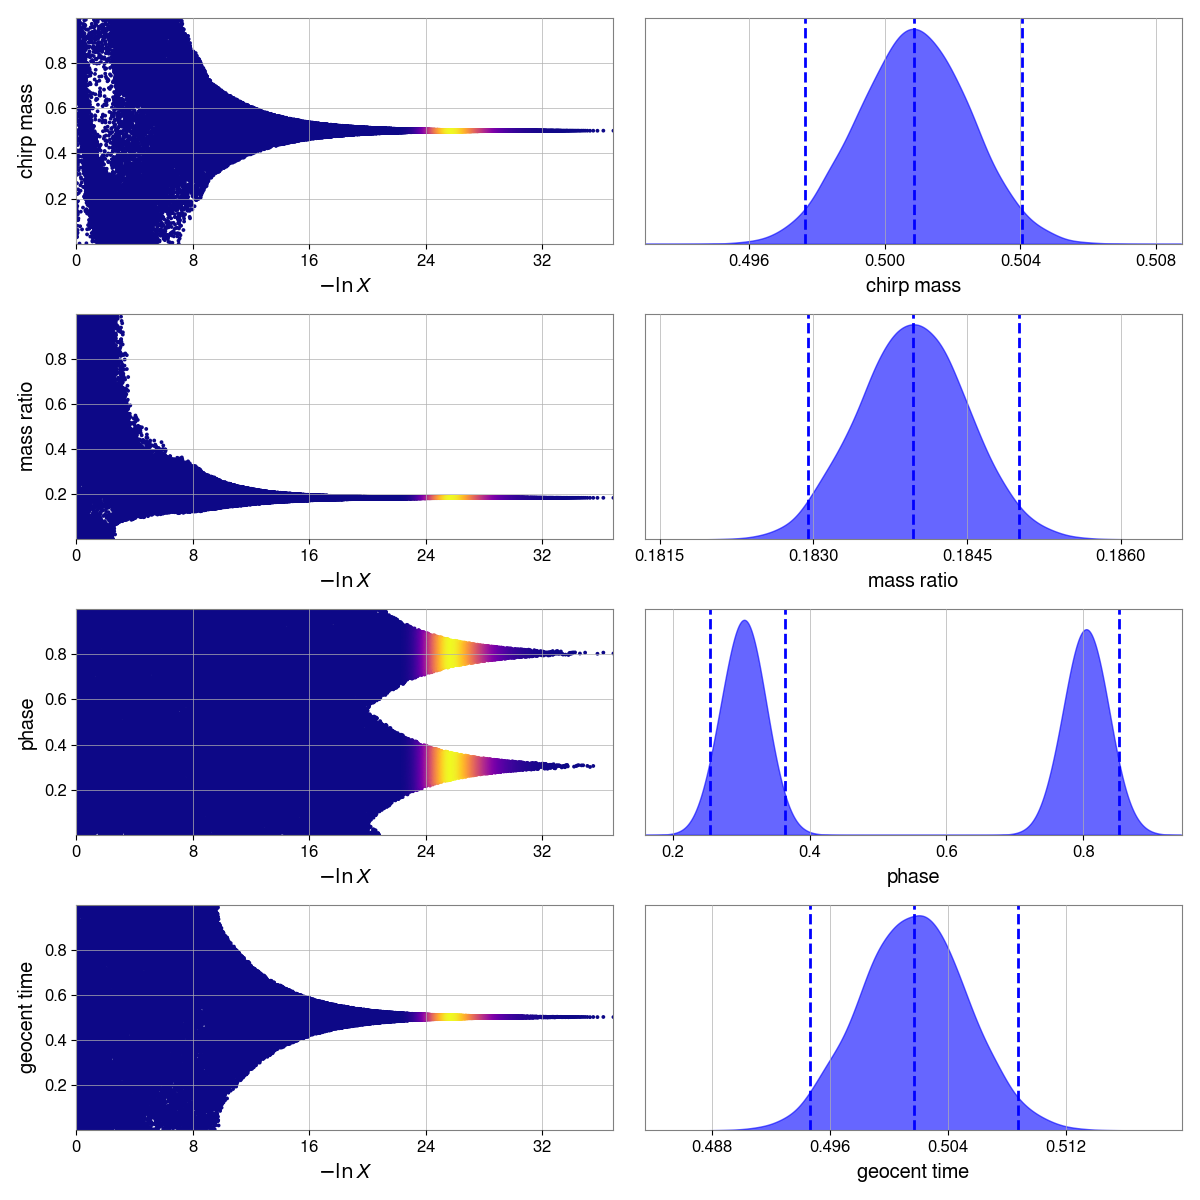 chirp mass
0.8
0.6
0.4
0.2
0 8 16 24 32
−ln X
0.496 0.500 0.504 0.508
chirp mass
mass ratio
0.8
0.6
0.4
0.2
0 8 16 24 32
−ln X
0.1815 0.1830 0.1845 0.1860
mass ratio
phase
0.8
0.6
0.4
0.2
0 8 16 24 32
−ln X
0.2 0.4 0.6 0.8
phase
geocent time
0.8
0.6
0.4
0.2
0 8 16 24 32
−ln X
0.488 0.496 0.504 0.512
geocent time